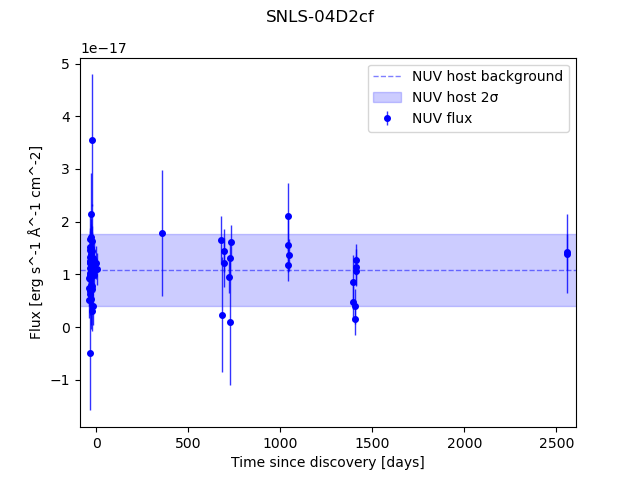 SNLS-04D2cf
1e−17
5
4
3
2
1
0
−1
Flux [erg s^-1 Å^-1 cm^-2]
NUV host background
NUV host 2σ
NUV flux
0 500 1000 1500 2000 2500
Time since discovery [days]